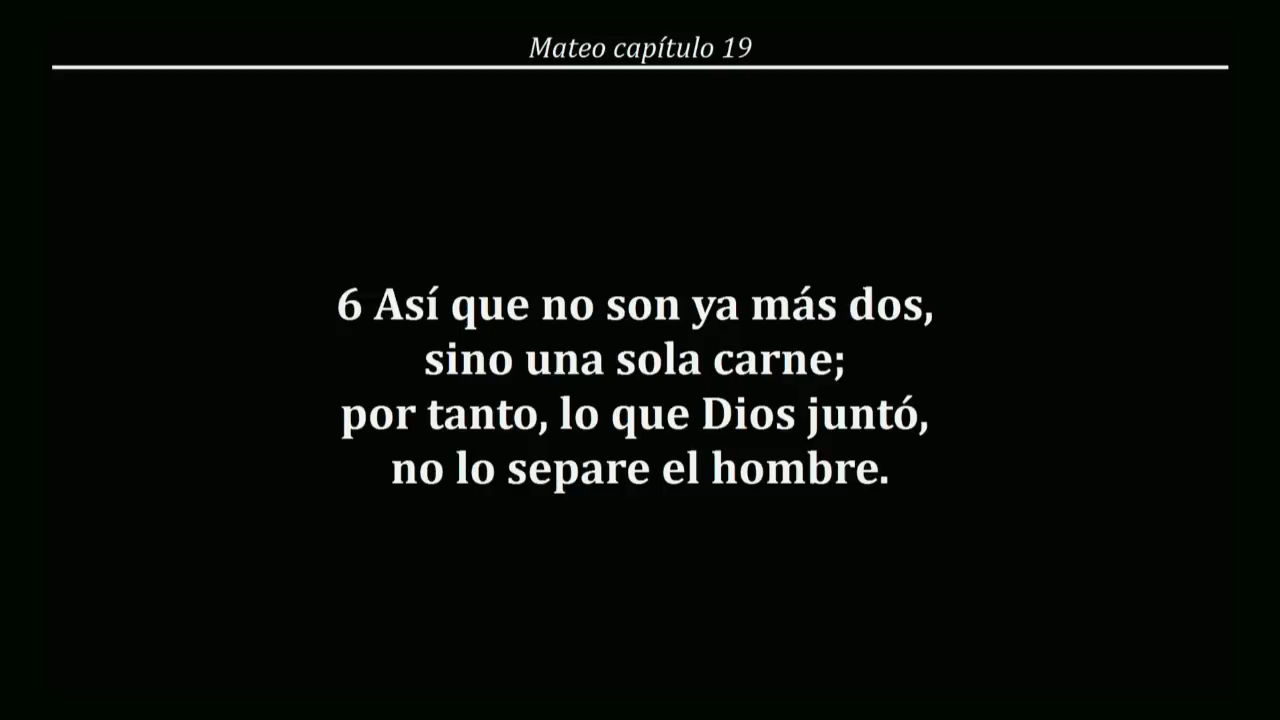 Mateo capítulo 19
6 Así que no son ya más dos,
sino una sola carne;
por tanto, lo que Dios juntó,
no lo separe el hombre.